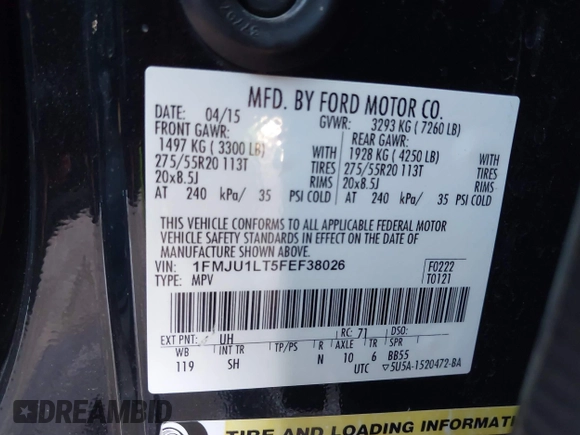 MFD. BY FORD MOTOR CO.
DATE: 04/15 GVWR: 3293 KG ( 7260 LB)
FRONT GAWR: REAR GAWR:
1497 KG ( 3300 LB) WITH 1928 KG ( 4250 LB) WITH
275/55R20 113T TIRES 275/55R20 113T TIRES
20x8.5J RIMS 20x8.5J RIMS
AT 240 kPa/ 35 PSI COLD AT 240 kPa/ 35 PSI COLD
THIS VEHICLE CONFORMS TO ALL APPLICABLE FEDERAL MOTOR
VEHICLE SAFETY STANDARDS IN EFFECT ON THE DATE OF
MANUFACTURE SHOWN ABOVE.
VIN: 1FMJU1LT5FEF38026 F0222
TYPE: MPV T0121
EXT PNT: UH RC: 71 DSO:
WB INT TR TP/PS R AXLE TR SPR
119 SH N 10 6 BB55
UTC ▽5U5A-1520472-BA
TIRE AND LOADING INFORMATI
DREAMBID